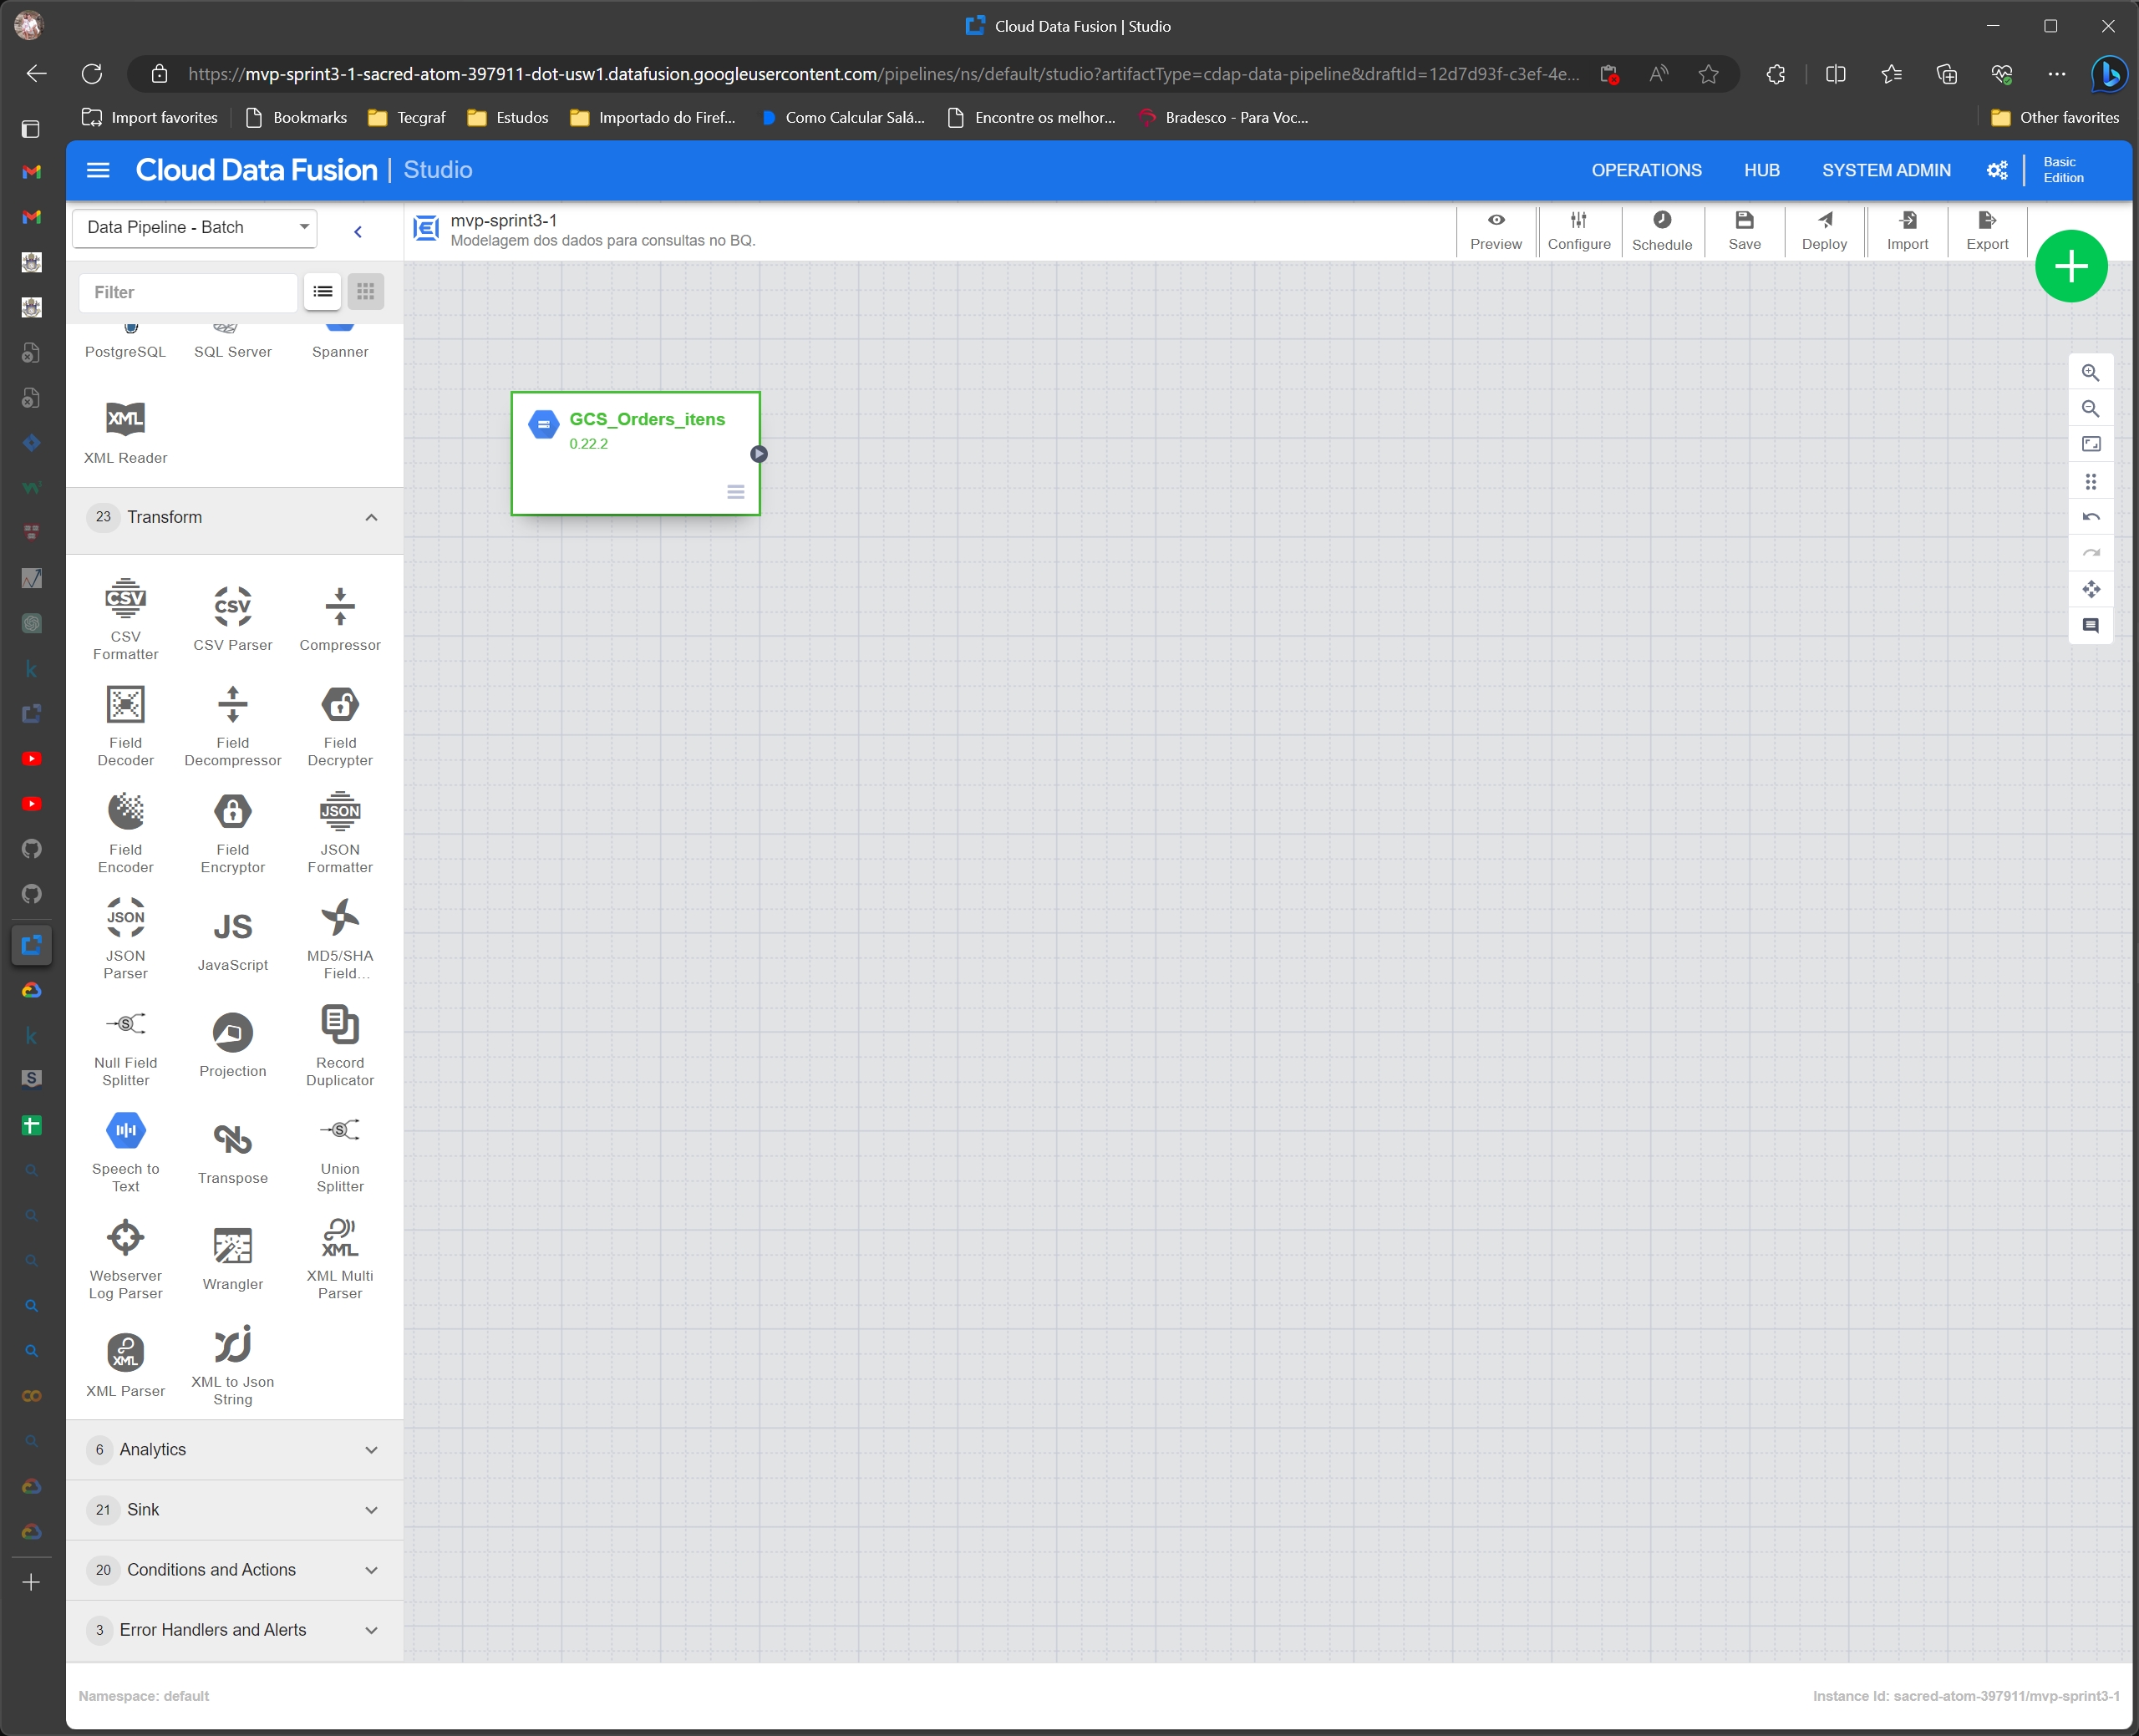 Cloud Data Fusion | Studio
https://mvp-sprint3-1-sacred-atom-397911-dot-usw1.datafusion.googleusercontent.com/pipelines/ns/default/studio?artifactType=cdap-data-pipeline&draftId=12d7d93f-c3ef-4e...
Import favorites
Bookmarks
Tecgraf
Estudos
Importado do Firef...
Como Calcular Salá...
Encontre os melhor...
Bradesco - Para Voc...
Other favorites
Cloud Data Fusion | Studio
OPERATIONS
HUB
SYSTEM ADMIN
Basic
Edition
Data Pipeline - Batch
mvp-sprint3-1
Modelagem dos dados para consultas no BQ.
Preview
Configure
Schedule
Save
Deploy
Import
Export
Filter
PostgreSQL
SQL Server
Spanner
XML
XML Reader
GCS_Orders_itens
0.22.2
23 Transform
CSV
CSV
Formatter
CSV
CSV Parser
Compressor
Field
Decoder
Field
Decompressor
Field
Decrypter
Field
Encoder
Field
Encryptor
JSON
JSON
Formatter
JSON
JSON
Parser
JS
JavaScript
MD5/SHA
Field...
S
Null Field
Splitter
Projection
Record
Duplicator
Speech to
Text
Transpose
S
Union
Splitter
Webserver
Log Parser
Wrangler
XML
XML Multi
Parser
XML
XML Parser
XML to Json
String
6 Analytics
21 Sink
20 Conditions and Actions
3 Error Handlers and Alerts
Namespace: default
Instance Id: sacred-atom-397911/mvp-sprint3-1